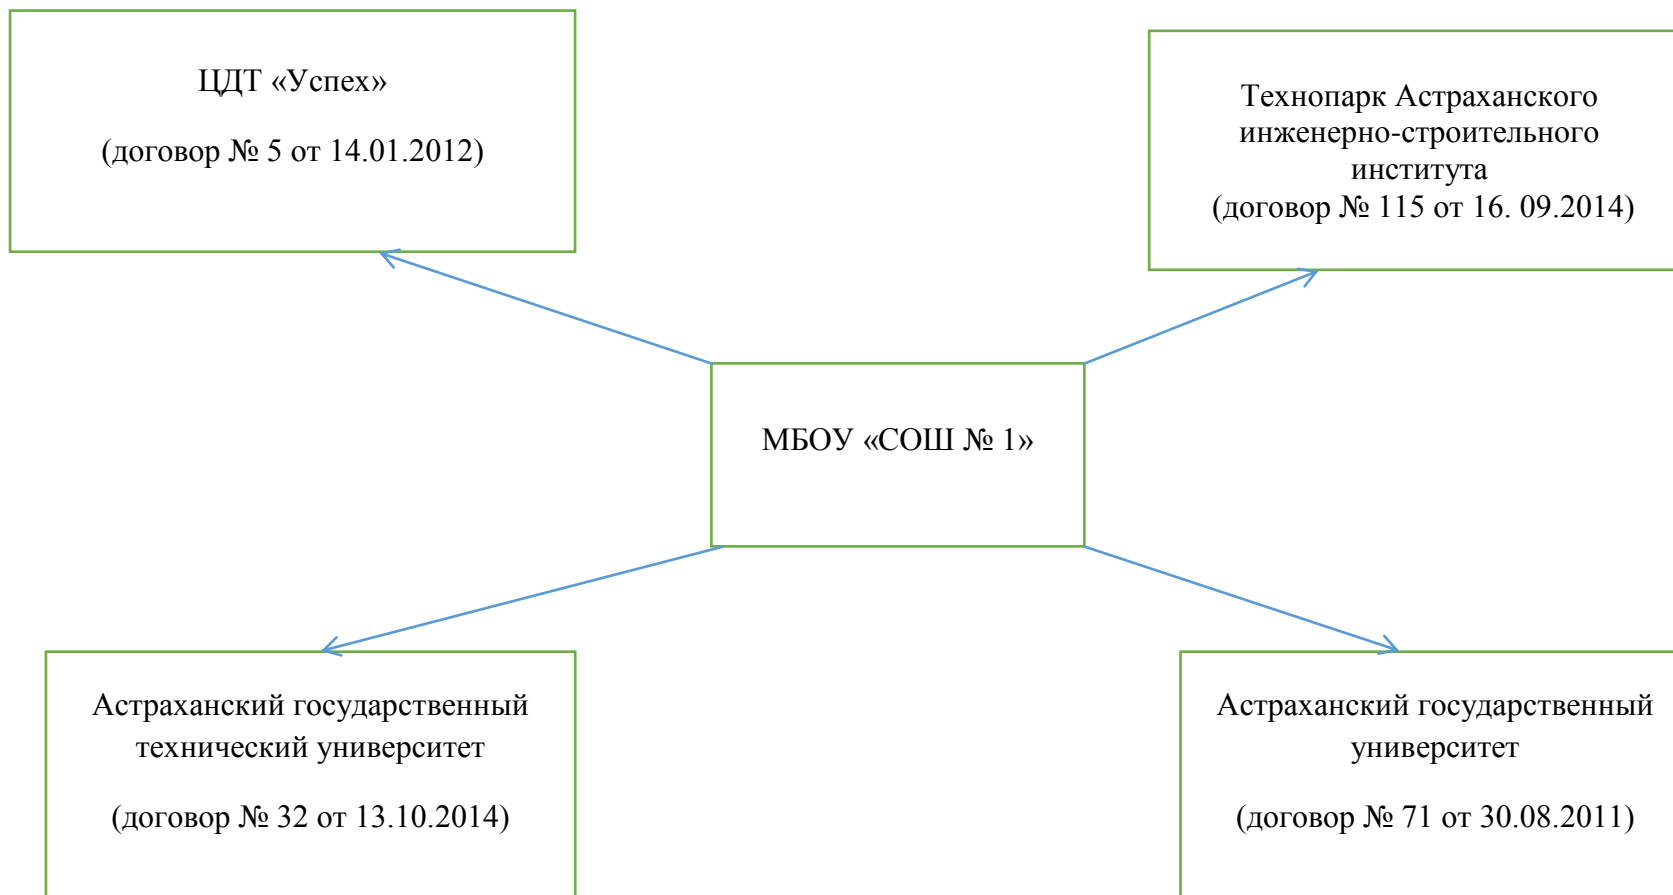 ЦДТ «Успех»
(договор № 5 от 14.01.2012)
Технопарк Астраханского
инженерно-строительного
института
(договор № 115 от 16. 09.2014)
МБОУ «СОШ № 1»
Астраханский государственный
технический университет
(договор № 32 от 13.10.2014)
Астраханский государственный
университет
(договор № 71 от 30.08.2011)